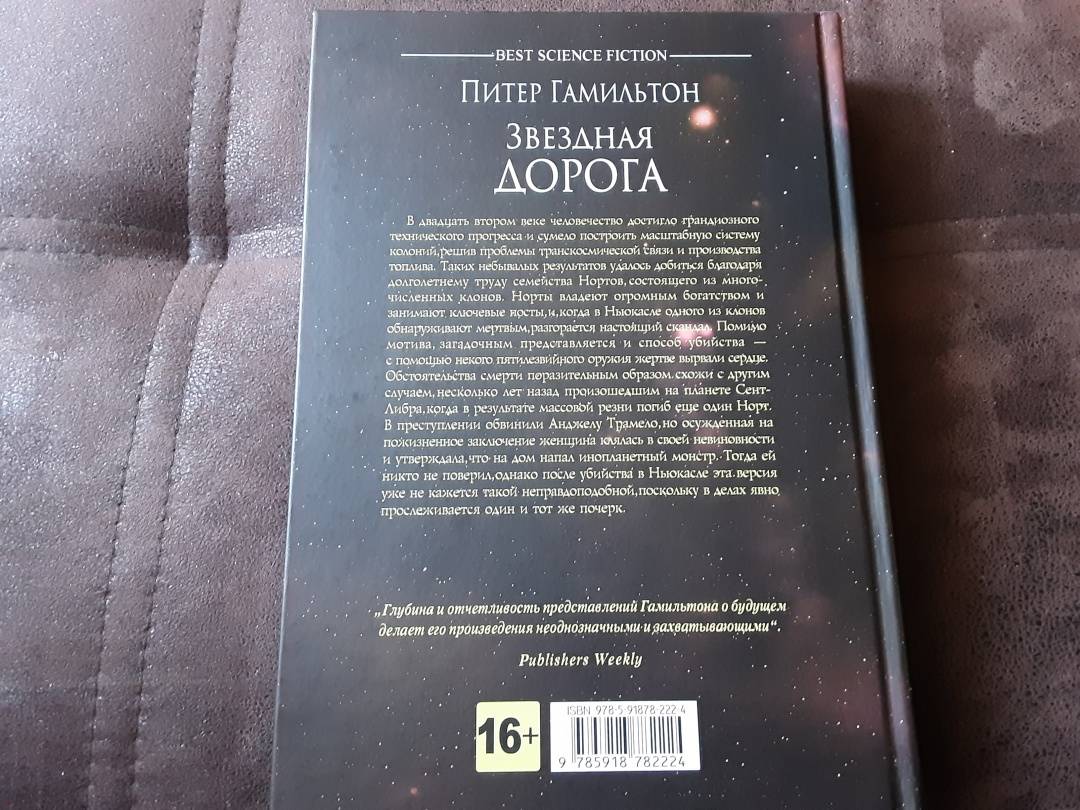 BEST SCIENCE FICTION
ПИТЕР ГАМИЛЬТОН
ЗВЕЗДНАЯ
ДОРОГА
В двадцать втором веке человечество достигло грандиозного
технического прогресса и сумело построить масштабную систему
колоний, решив проблемы транскосмической связи и производства
топлива. Таких небывалых результатов удалось добиться благодаря
долголетнему труду семейства Нортов, состоящего из много-
численных клонов. Норты владеют огромным богатством и
занимают ключевые посты, и, когда в Ньюкасле одного из клонов
обнаруживают мертвым, разгорается настоящий скандал. Помимо
мотива, загадочным представляется и способ убийства —
с помощью некого пятилезвийного оружия жертве вырвали сердце.
Обстоятельства смерти поразительным образом схожи с другим
случаем, несколько лет назад произошедшим на планете Сент-
Либра, когда в результате массовой резни погиб еще один Норт.
В преступлении обвинили Анджелу Трамело, но осужденная на
пожизненное заключение женщина клялась в своей невиновности
и утверждала, что на дом напал инопланетный монстр. Тогда ей
никто не поверил, однако после убийства в Ньюкасле эта версия
уже не кажется такой неправдоподобной, поскольку в делах явно
прослеживается один и тот же почерк.
„Глубина и отчетливость представлений Гамильтона о будущем
делает его произведения неоднозначными и захватывающими“.
Publishers Weekly
16+
ISBN 978-5-91878-222-4
9 785918 782224